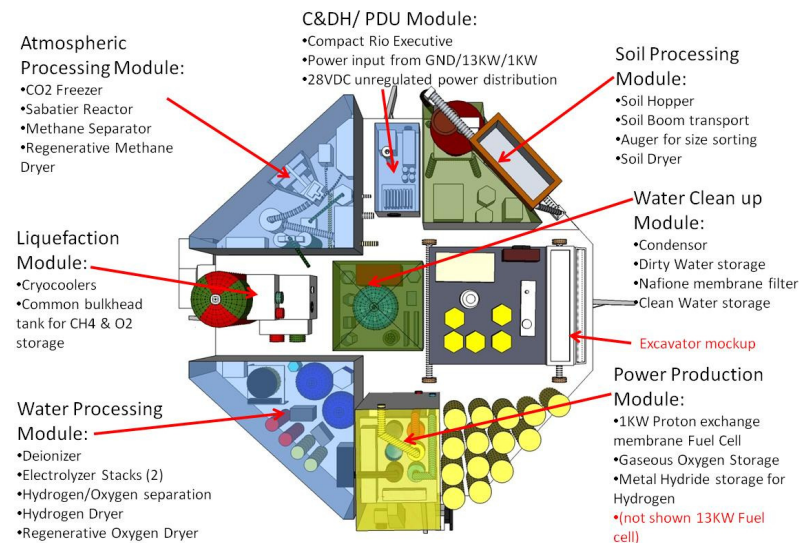 C&DH/ PDU Module:
•Compact Rio Executive
•Power input from GND/13KW/1KW
•28VDC unregulated power distribution
Atmospheric
Processing Module:
•CO2 Freezer
•Sabatier Reactor
•Methane Separator
•Regenerative Methane
Dryer
Soil Processing
Module:
•Soil Hopper
•Soil Boom transport
•Auger for size sorting
•Soil Dryer
Water Clean up
Module:
•Condensor
•Dirty Water storage
•Nafione membrane filter
•Clean Water storage
Liquefaction
Module:
•Cryocoolers
•Common bulkhead
tank for CH4 & O2
storage
Excavator mockup
Power Production
Module:
•1KW Proton exchange
membrane Fuel Cell
•Gaseous Oxygen Storage
•Metal Hydride storage for
Hydrogen
•(not shown 13KW Fuel
cell)
Water Processing
Module:
•Deionizer
•Electrolyzer Stacks (2)
•Hydrogen/Oxygen separation
•Hydrogen Dryer
•Regenerative Oxygen Dryer